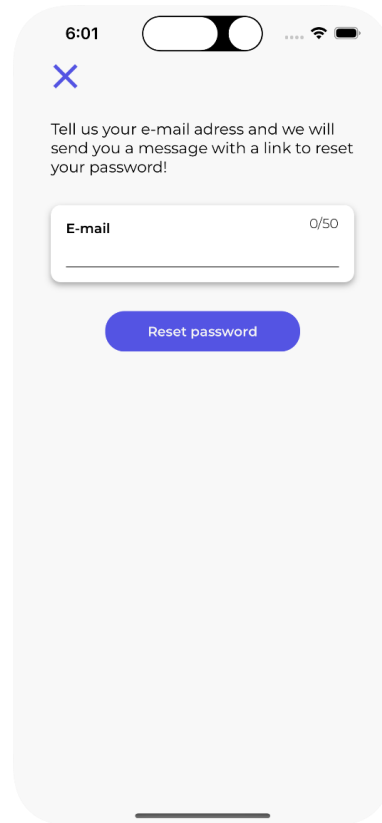 6:01
Tell us your e-mail adress and we will
send you a message with a link to reset
your password!
E-mail
0/50
Reset password